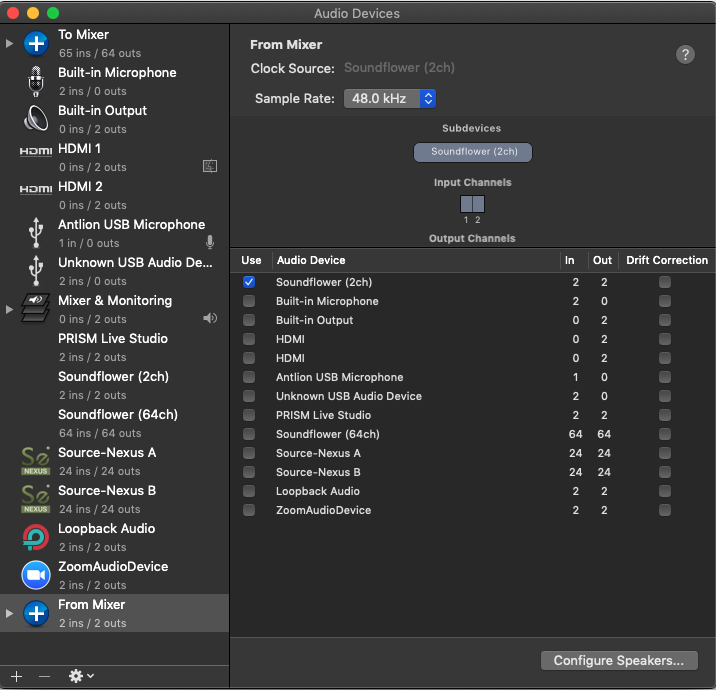 Audio Devices
To Mixer
65 ins / 64 outs
Built-in Microphone
2 ins / 0 outs
Built-in Output
0 ins / 2 outs
HDMI
HDMI 1
0 ins / 2 outs
HDMI
HDMI 2
0 ins / 2 outs
Antlion USB Microphone
1 in / 0 outs
Unknown USB Audio De...
2 ins / 0 outs
Mixer & Monitoring
0 ins / 2 outs
PRISM Live Studio
2 ins / 2 outs
Soundflower (2ch)
2 ins / 2 outs
Soundflower (64ch)
64 ins / 64 outs
Se
NEXUS
Source-Nexus A
24 ins / 24 outs
Se
NEXUS
Source-Nexus B
24 ins / 24 outs
Loopback Audio
2 ins / 2 outs
ZoomAudioDevice
2 ins / 2 outs
From Mixer
2 ins / 2 outs
From Mixer
?
Clock Source: Soundflower (2ch)
Sample Rate: 48.0 kHz
Subdevices
Soundflower (2ch)
Input Channels
1 2
Output Channels
Use Audio Device In Out Drift Correction
Soundflower (2ch) 2 2
Built-in Microphone 2 0
Built-in Output 0 2
HDMI 0 2
HDMI 0 2
Antlion USB Microphone 1 0
Unknown USB Audio Device 2 0
PRISM Live Studio 2 2
Soundflower (64ch) 64 64
Source-Nexus A 24 24
Source-Nexus B 24 24
Loopback Audio 2 2
ZoomAudioDevice 2 2
Configure Speakers...